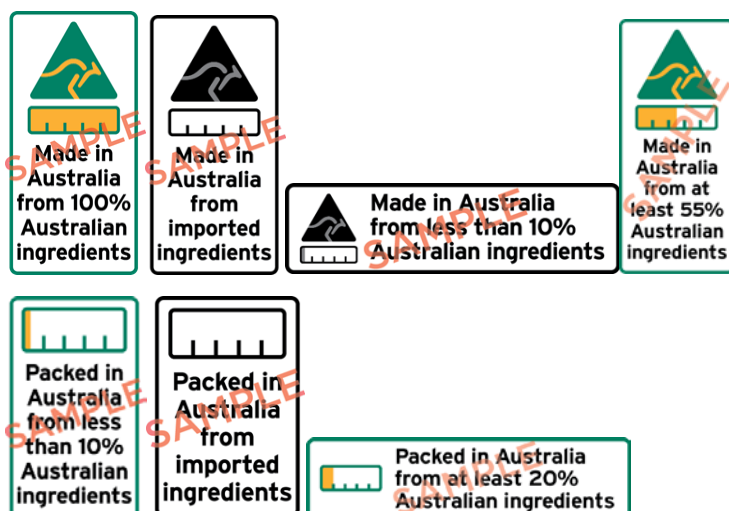 SAMPLE
Made in
Australia
from 100%
Australian
ingredients
SAMPLE
Made in
Australia
from
imported
ingredients
SAMPLE
Made in Australia
from less than 10%
Australian ingredients
SAMPLE
Made in
Australia
from at
least 55%
Australian
ingredients
SAMPLE
Packed in
Australia
from less
than 10%
Australian
ingredients
SAMPLE
Packed in
Australia
from
imported
ingredients
SAMPLE
Packed in Australia
from at least 20%
Australian ingredients